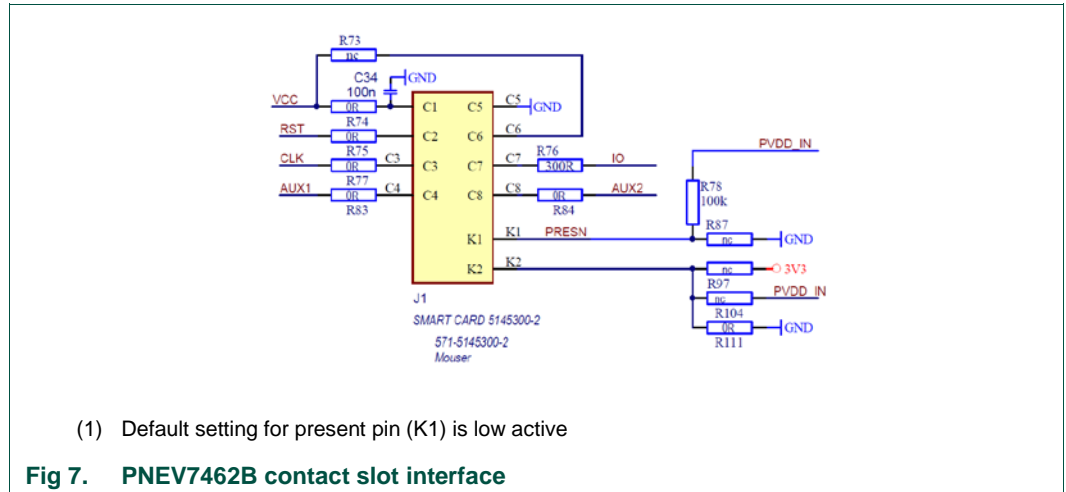 R73
nc
C34
GND
100n
VCC
0R
C1
C5
C5
GND
R74
C6
RST
0R
C2
C6
R75
R76
PVDD_IN
CLK
0R
C3
C3
C7
C7
300R
IO
R77
R78
100k
AUX1
0R
C4
C4
C8
C8
0R
AUX2
R83
R84
R87
K1
K1
PRESN
nc
GND
K2
K2
nc
3V3
R97
J1
nc
PVDD_IN
R104
SMART CARD 5145300-2
0R
GND
571-5145300-2
R111
Mouser
(1) Default setting for present pin (K1) is low active
Fig 7. PNEV7462B contact slot interface